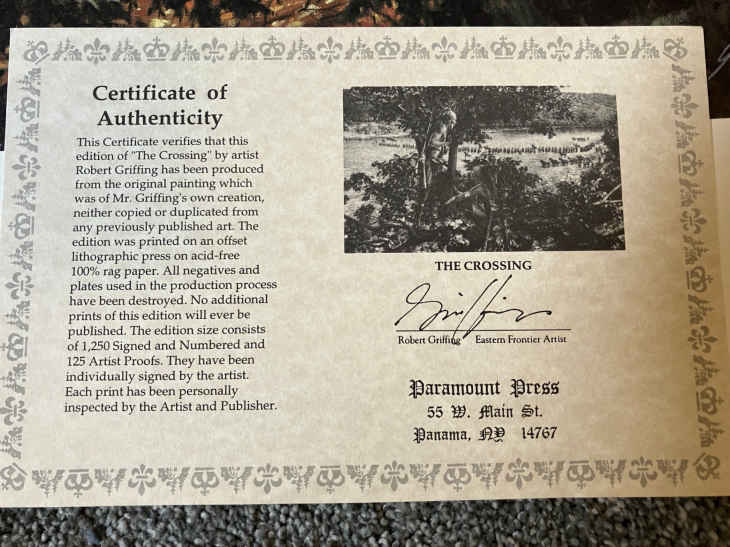 Certificate of
Authenticity
This Certificate verifies that this
edition of "The Crossing" by artist
Robert Griffing has been produced
from the original painting which
was of Mr. Griffing's own creation,
neither copied or duplicated from
any previously published art. The
edition was printed on an offset
lithographic press on acid-free
100% rag paper. All negatives and
plates used in the production process
have been destroyed. No additional
prints of this edition will ever be
published. The edition size consists
of 1,250 Signed and Numbered and
125 Artist Proofs. They have been
individually signed by the artist.
Each print has been personally
inspected by the Artist and Publisher.
THE CROSSING
Griffing
Robert Griffing Eastern Frontier Artist
Paramount Press
55 W. Main St.
Panama, NY 14767